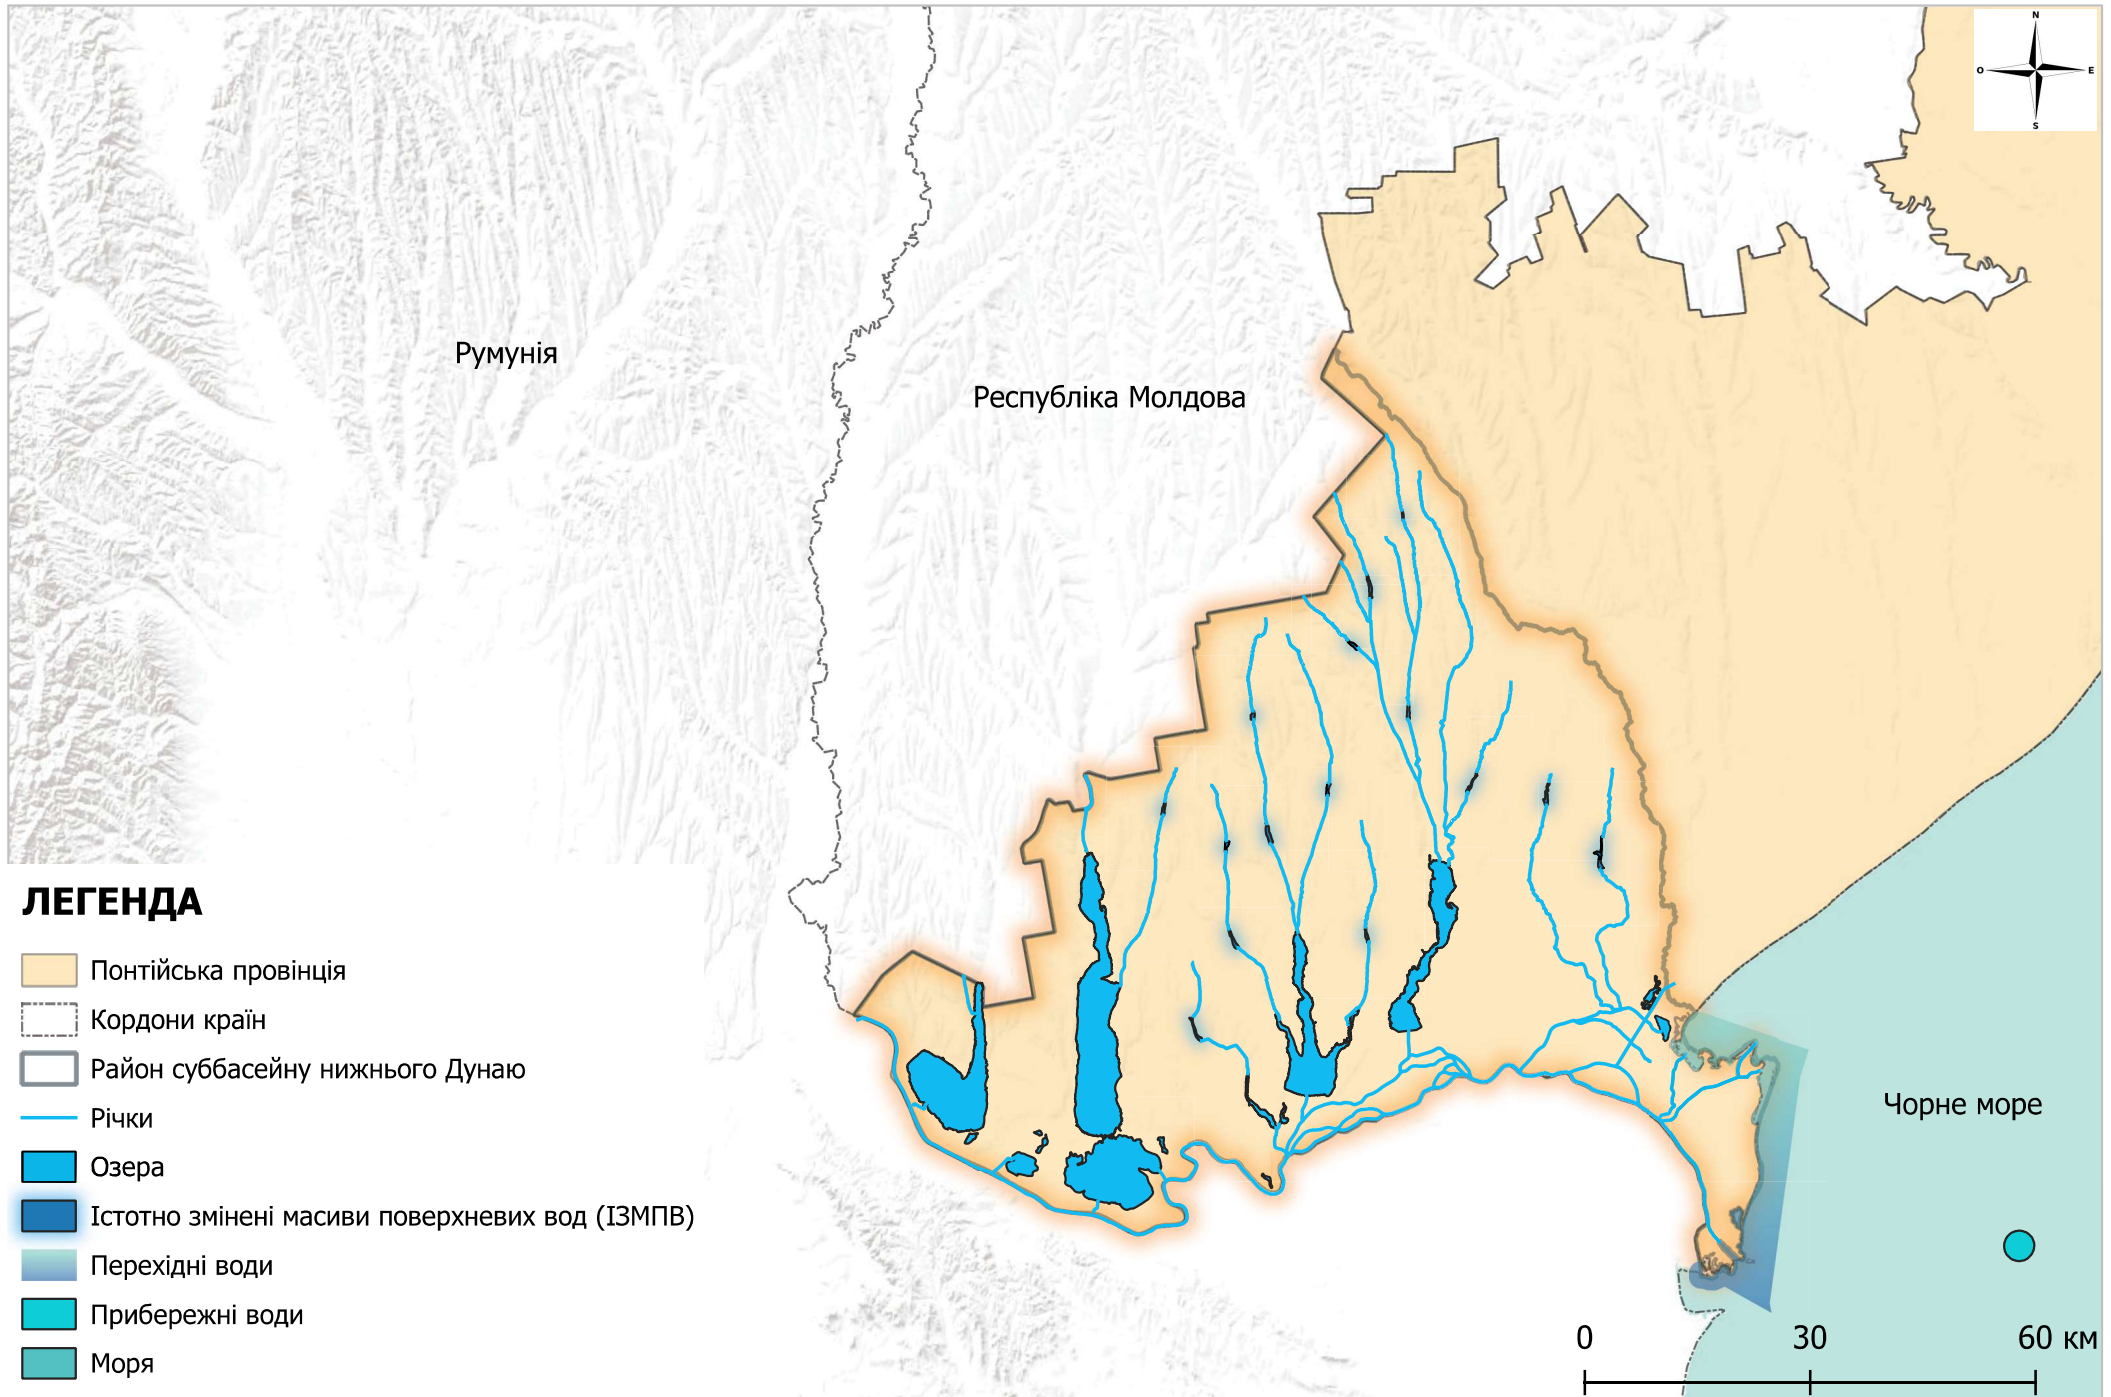 N
O E
S
Румунія
Республіка Молдова
Чорне море
ЛЕГЕНДА
Понтійська провінція
Кордони країн
Район суббасейну нижнього Дунаю
Річки
Озера
Істотно змінені масиви поверхневих вод (ІЗМПВ)
Перехідні води
Прибережні води
Моря
0 30 60 км